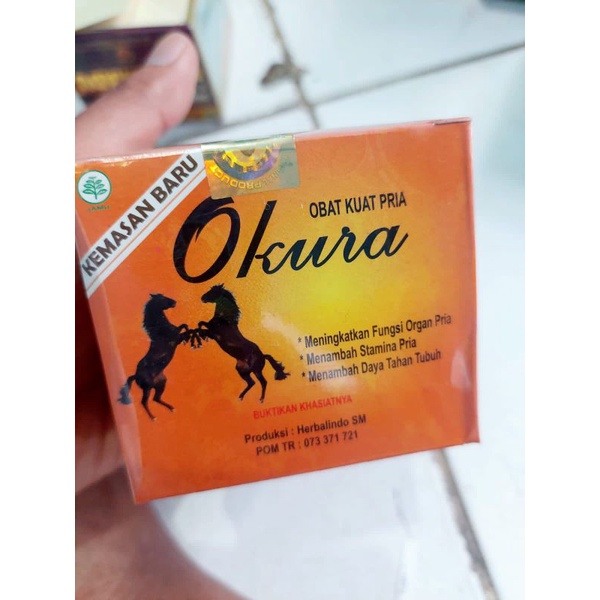 KEMASAN BARU
JAMU
OBAT KUAT PRIA
Okura
* Meningkatkan Fungsi Organ Pria
* Menambah Stamina Pria
* Menambah Daya Tahan Tubuh
BUKTIKAN KHASIATNYA
Produksi : Herbalindo SM
POM TR : 073 371 721